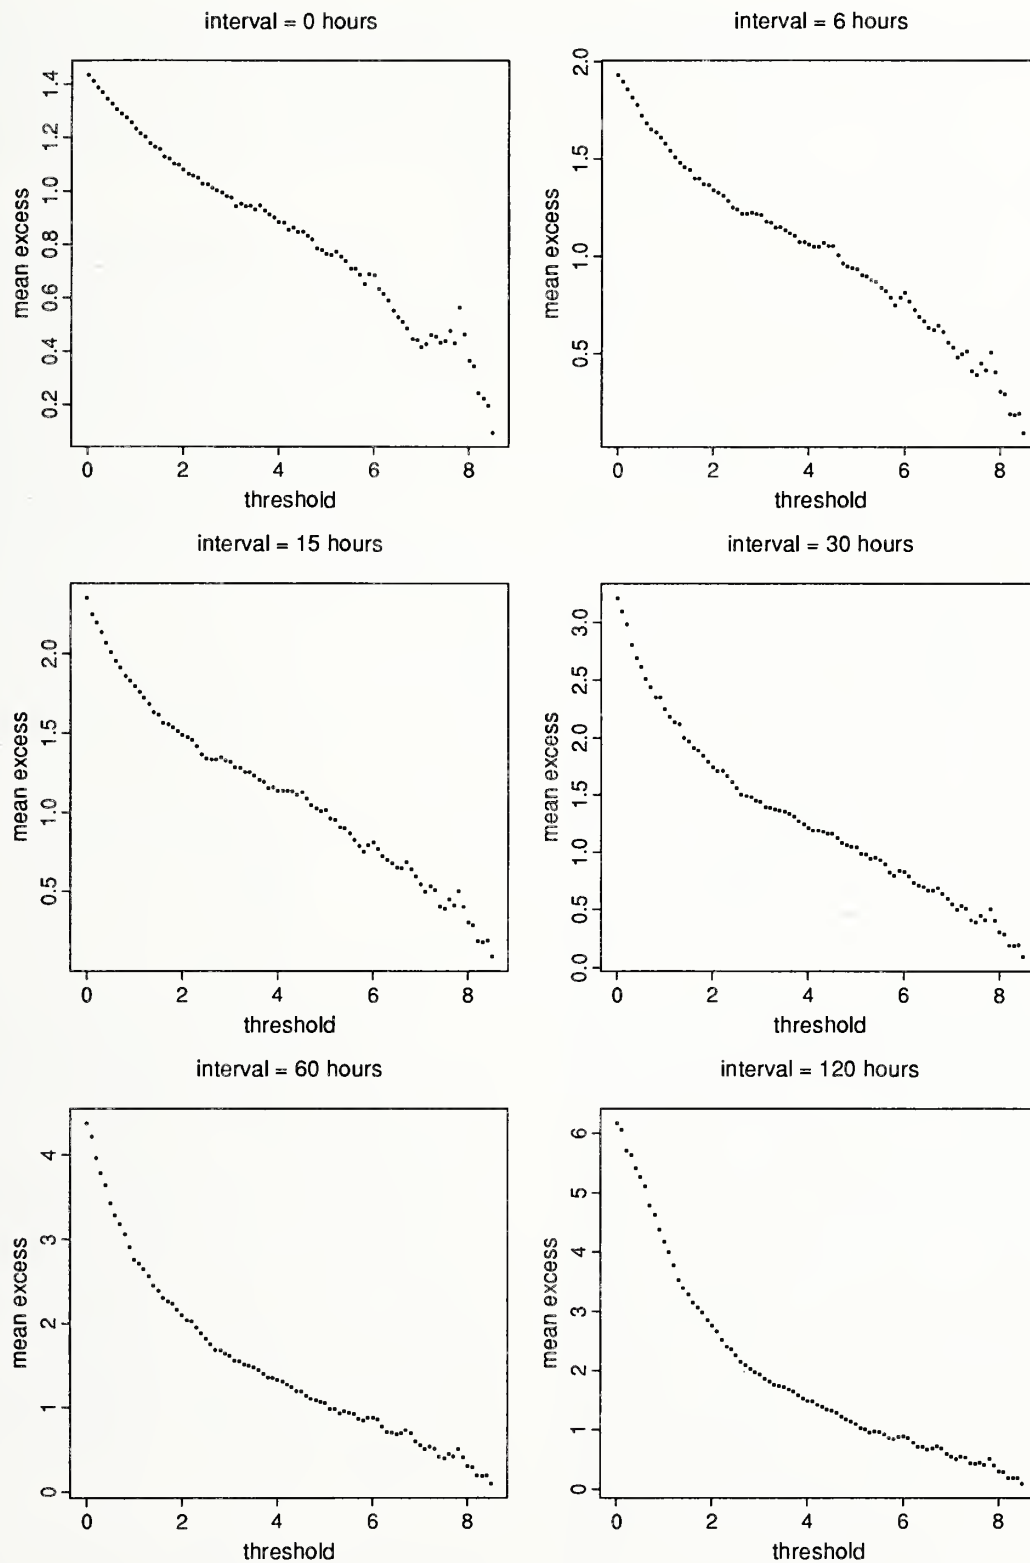 interval = 0 hours
mean excess
0.2 0.4 0.6 0.8 1.0 1.2 1.4
0 2 4 6 8
threshold
interval = 6 hours
mean excess
0.5 1.0 1.5 2.0
0 2 4 6 8
threshold
interval = 15 hours
mean excess
0.5 1.0 1.5 2.0
0 2 4 6 8
threshold
interval = 30 hours
mean excess
0.0 0.5 1.0 1.5 2.0 2.5 3.0
0 2 4 6 8
threshold
interval = 60 hours
mean excess
0 1 2 3 4
0 2 4 6 8
threshold
interval = 120 hours
mean excess
0 1 2 3 4 5 6
0 2 4 6 8
threshold